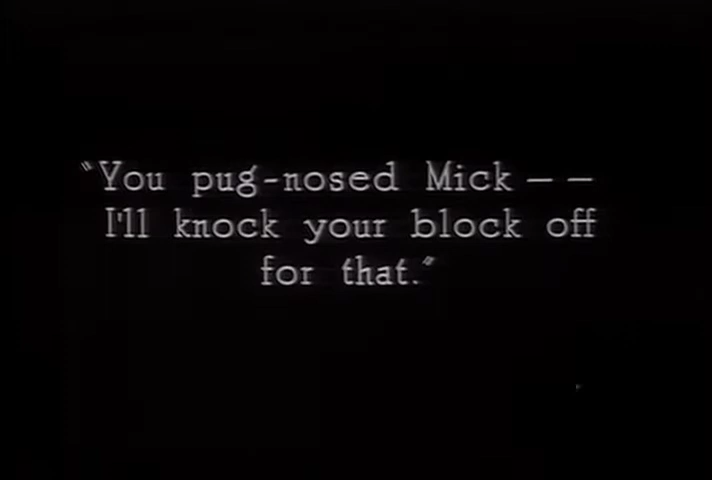 "You pug-nosed Mick — —
I'll knock your block off
for that."